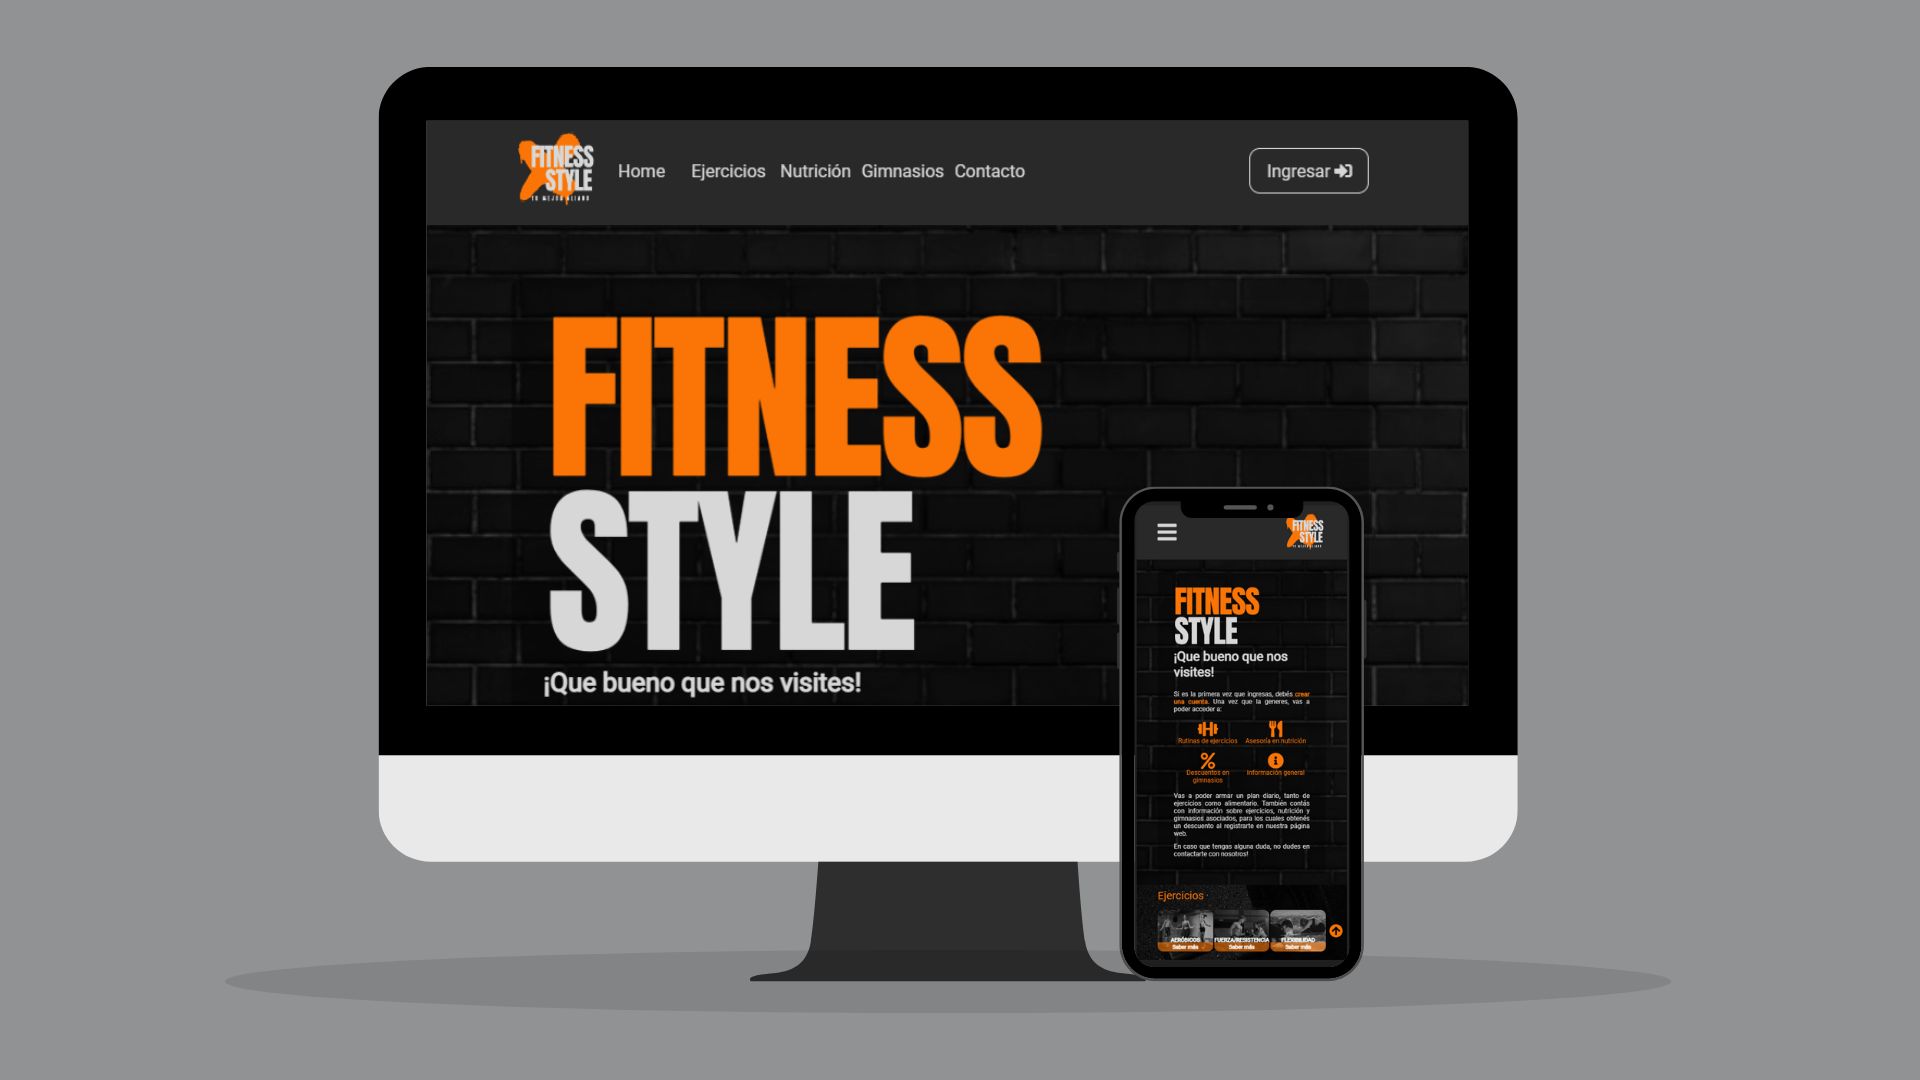 FITNESS
STYLE
TU MEJOR ALIADO
Home Ejercicios Nutrición Gimnasios Contacto
Ingresar
FITNESS
STYLE
¡Que bueno que nos visites!
FITNESS
STYLE
FITNESS
STYLE
¡Que bueno que nos
visites!
Si es la primera vez que ingresas, debés crear
una cuenta. Una vez que la generes, vas a
poder acceder a:
Rutinas de ejercicios Asesoría en nutrición
Descuentos en
gimnasios
Información general
Vas a poder armar un plan diario, tanto de
ejercicios como alimentario. También contás
con información sobre ejercicios, nutrición y
gimnasios asociados, para los cuales obtenés
un descuento al registrarte en nuestra página
web.
En caso que tengas alguna duda, no dudes en
contactarte con nosotros!
Ejercicios
AERÓBICOS FUERZA/RESISTENCIA FLEXIBILIDAD
Saber más Saber más Saber más